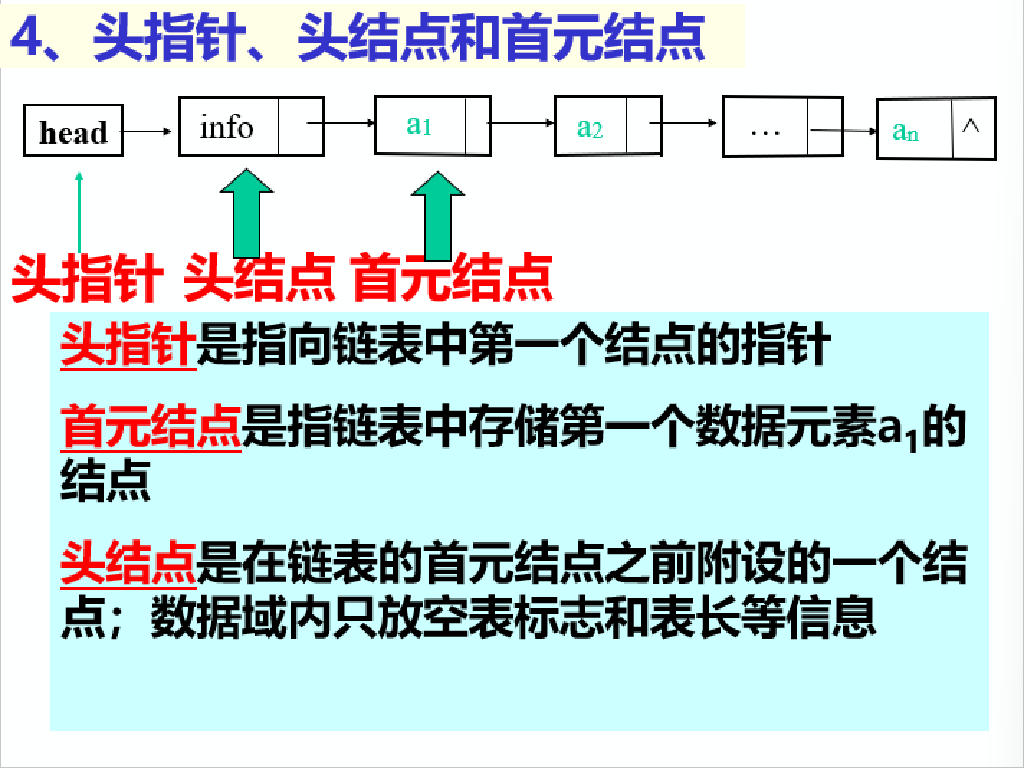 4、头指针、头结点和首元结点
head info a1 a2 … an ^
头指针 头结点 首元结点
头指针是指向链表中第一个结点的指针
首元结点是指链表中存储第一个数据元素a1的
结点
头结点是在链表的首元结点之前附设的一个结
点；数据域内只放空表标志和表长等信息